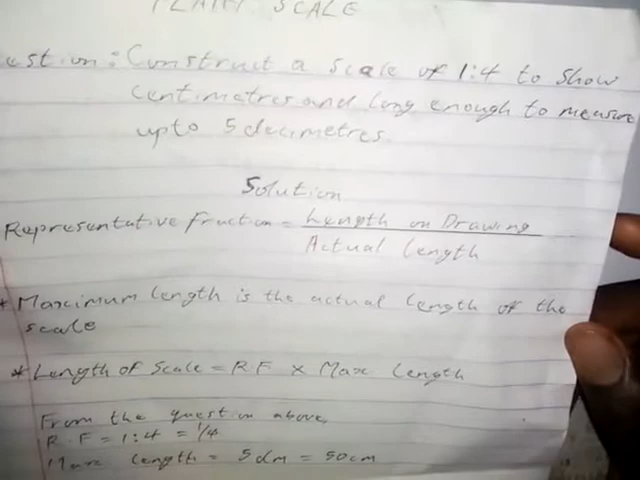 PLAIN SCALE
estion: Construct a scale of 1:4 to show
centimetres and long enough to measure
upto 5 decimetres.
Solution
Representative fraction = Length on Drawing
Actual length
* Maximum length is the actual length of the
scale
* Length of Scale = R.F × Max length
From the question above,
R.F = 1:4 = 1/4
Max length = 5dm = 50cm